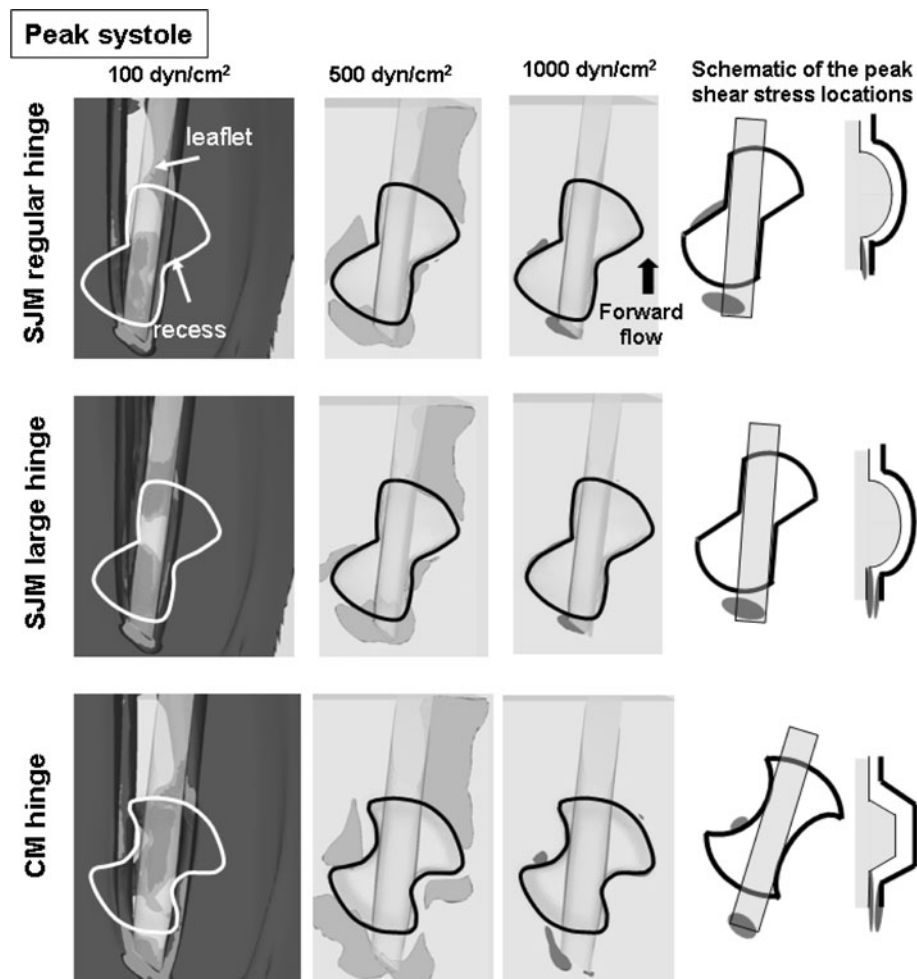 Peak systole
100 dyn/cm²
500 dyn/cm²
1000 dyn/cm²
Schematic of the peak
shear stress locations
SJM regular hinge
leaflet
recess
Forward
flow
SJM large hinge
CM hinge